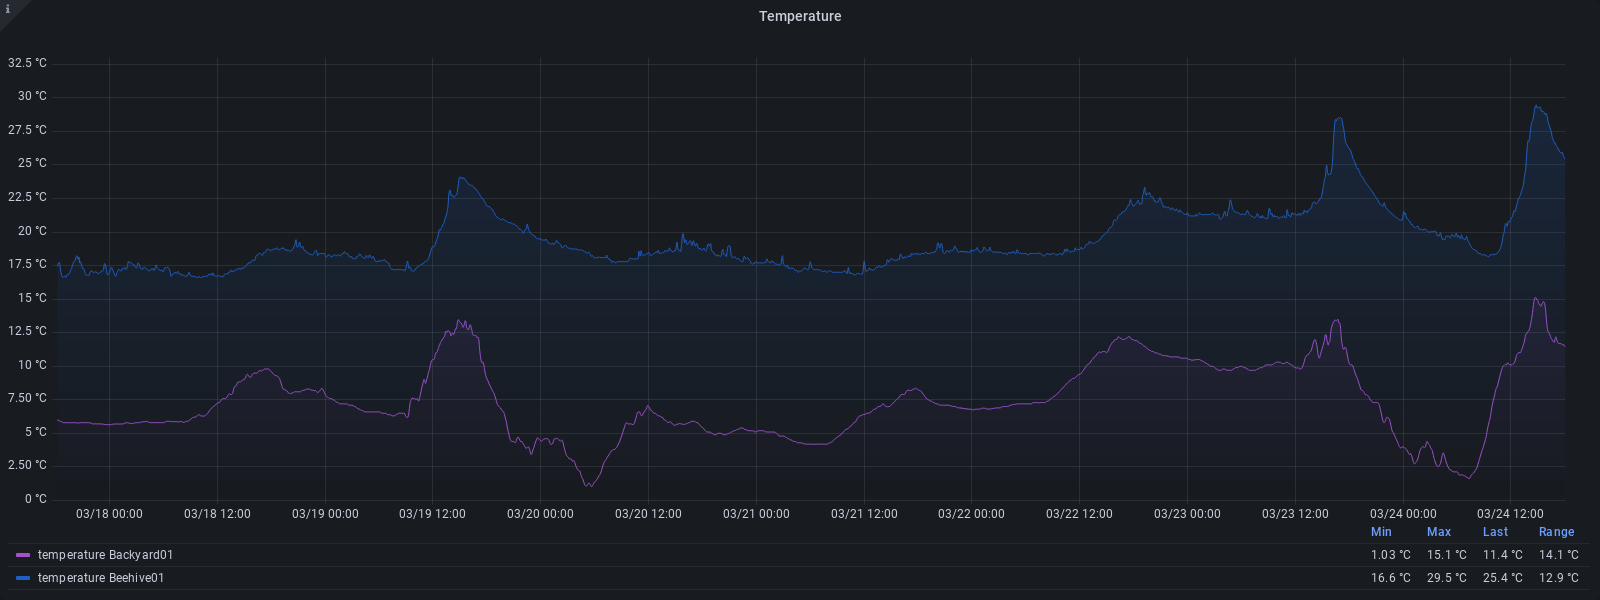 i
Temperature
32.5 °C
30 °C
27.5 °C
25 °C
22.5 °C
20 °C
17.5 °C
15 °C
12.5 °C
10 °C
7.50 °C
5 °C
2.50 °C
0 °C
03/18 00:00 03/18 12:00 03/19 00:00 03/19 12:00 03/20 00:00 03/20 12:00 03/21 00:00 03/21 12:00 03/22 00:00 03/22 12:00 03/23 00:00 03/23 12:00 03/24 00:00 03/24 12:00
Min Max Last Range
temperature Backyard01 1.03 °C 15.1 °C 11.4 °C 14.1 °C
temperature Beehive01 16.6 °C 29.5 °C 25.4 °C 12.9 °C